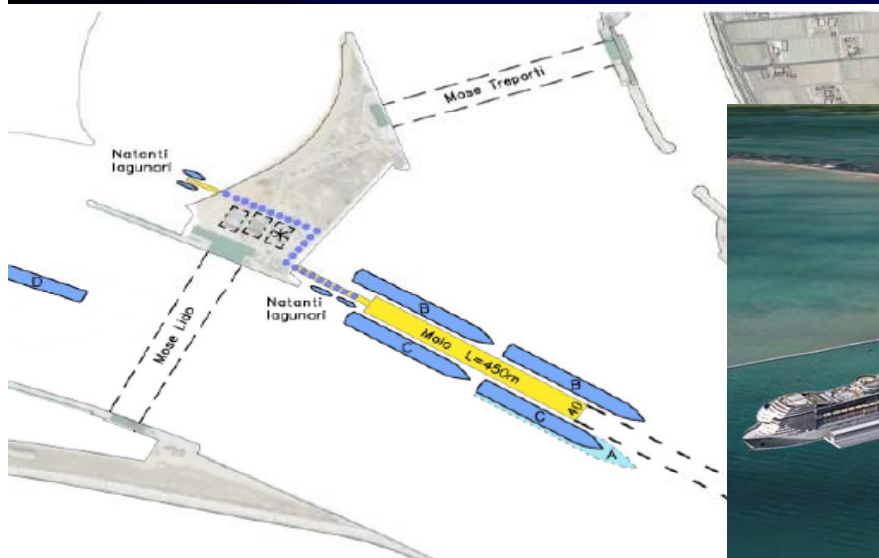 Mose Treporti
Natanti
lagunari
D
Mose Lido
Natanti
lagunari
B
C
Molo L=450m
B
40
C
A